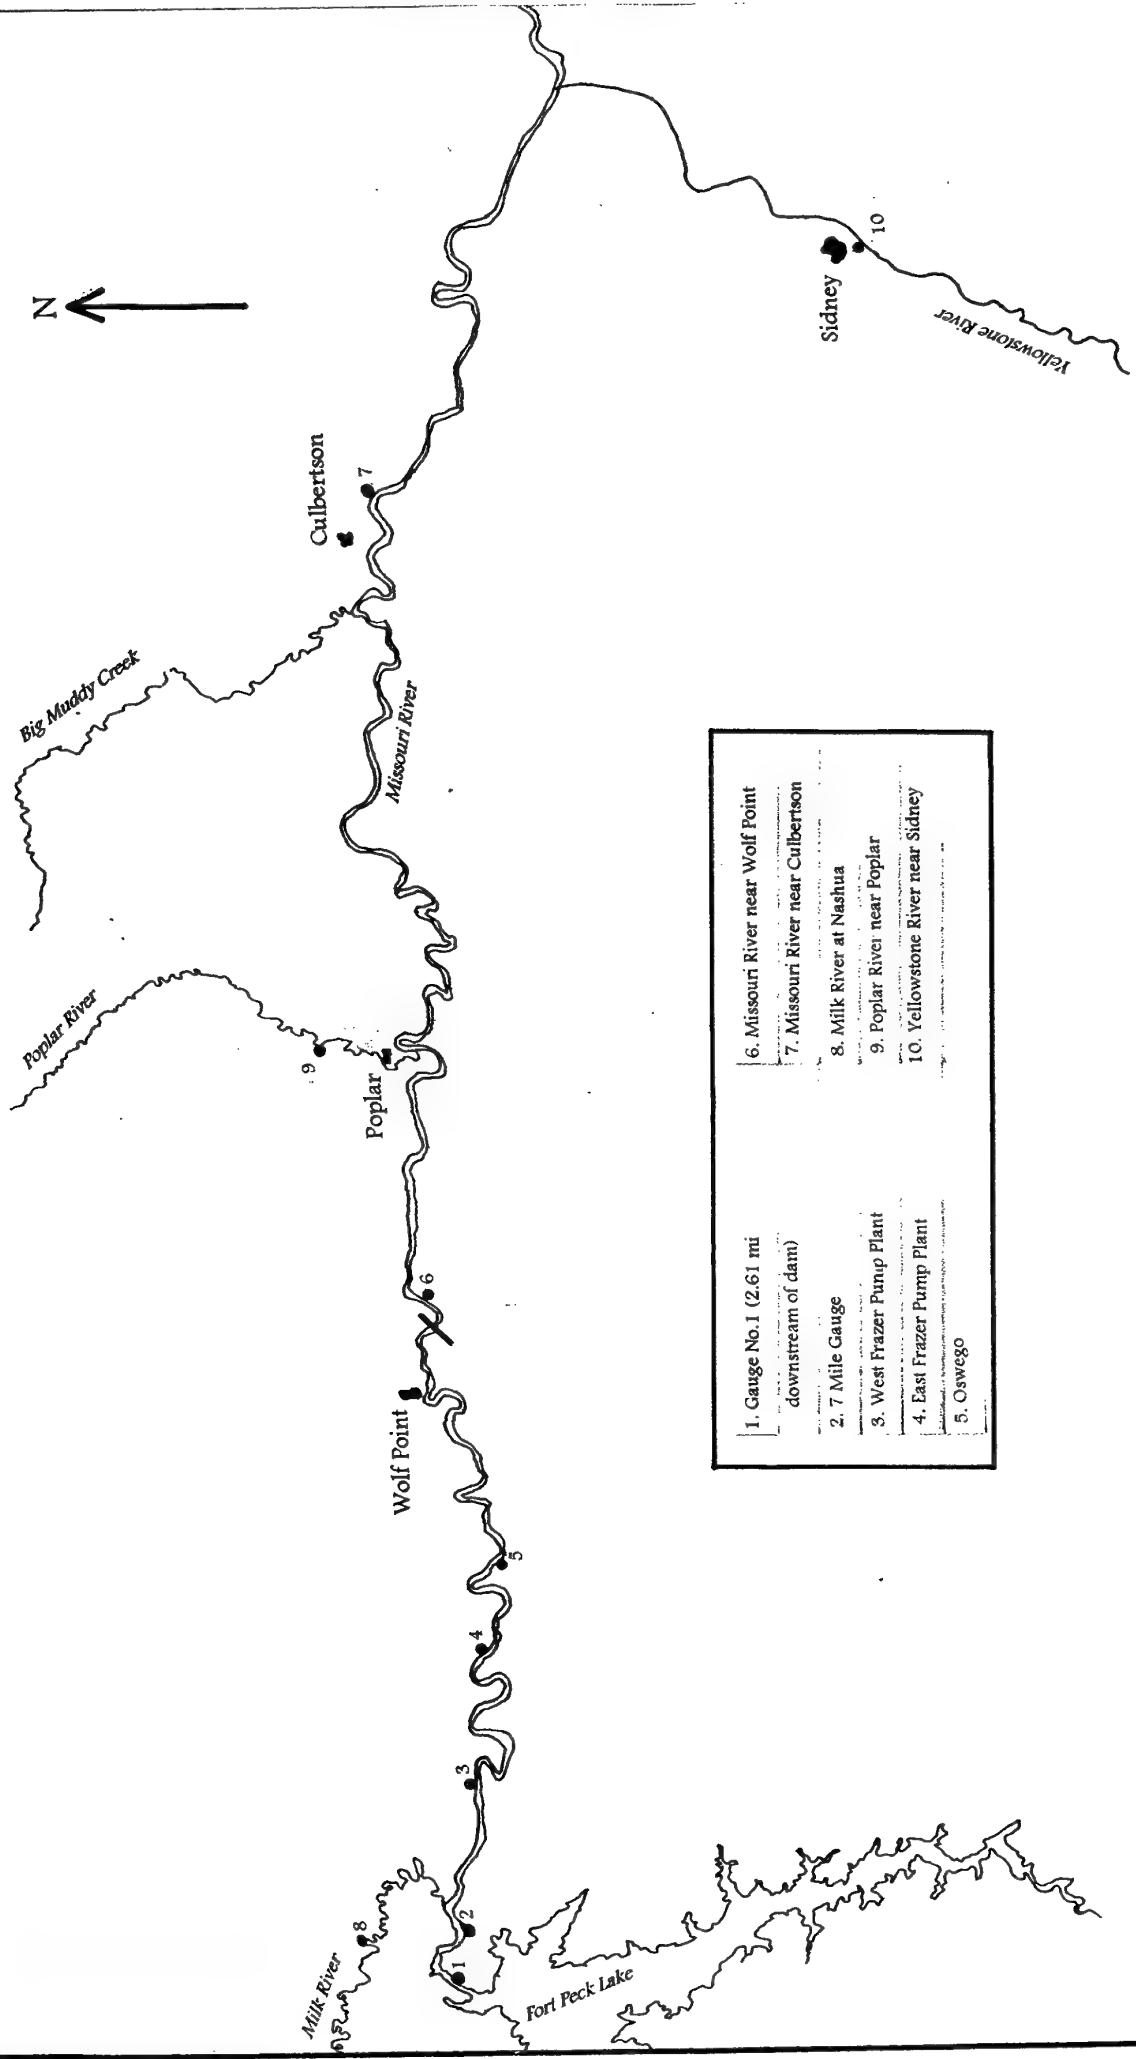 N
Big Muddy Creek
Poplar River
Milk River
8
9
Poplar
Culbertson
7
Missouri River
Wolf Point
6
1
2
3
4
5
Fort Peck Lake
Sidney
10
Yellowstone River
1. Gauge No.1 (2.61 mi
downstream of dam)
2. 7 Mile Gauge
3. West Frazer Pump Plant
4. East Frazer Pump Plant
5. Oswego
6. Missouri River near Wolf Point
7. Missouri River near Culbertson
8. Milk River at Nashua
9. Poplar River near Poplar
10. Yellowstone River near Sidney